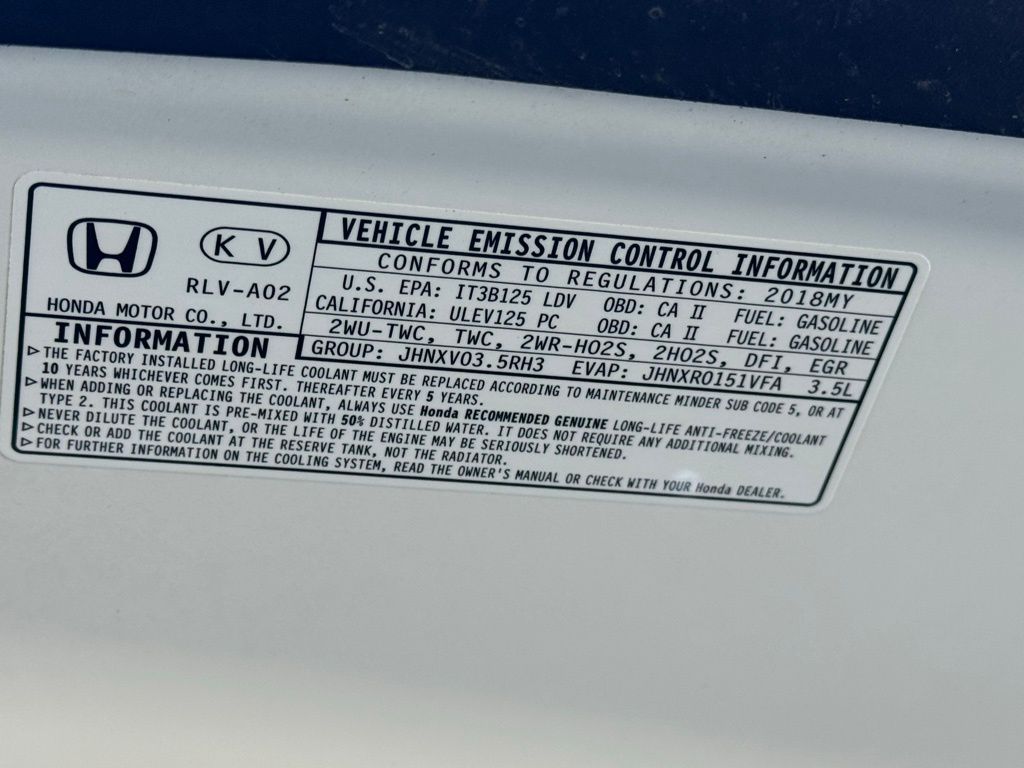 K V
RLV-A02
HONDA MOTOR CO., LTD.
VEHICLE EMISSION CONTROL INFORMATION
CONFORMS TO REGULATIONS: 2018MY
U.S. EPA: IT3B125 LDV OBD: CA II FUEL: GASOLINE
CALIFORNIA: ULEV125 PC OBD: CA II FUEL: GASOLINE
2WU-TWC, TWC, 2WR-HO2S, 2HO2S, DFI, EGR
GROUP: JHNXV03.5RH3 EVAP: JHNXR0151VFA 3.5L
INFORMATION
▷THE FACTORY INSTALLED LONG-LIFE COOLANT MUST BE REPLACED ACCORDING TO MAINTENANCE MINDER SUB CODE 5, OR AT
10 YEARS WHICHEVER COMES FIRST. THEREAFTER EVERY 5 YEARS.
▷WHEN ADDING OR REPLACING THE COOLANT, ALWAYS USE Honda RECOMMENDED GENUINE LONG-LIFE ANTI-FREEZE/COOLANT
TYPE 2. THIS COOLANT IS PRE-MIXED WITH 50% DISTILLED WATER. IT DOES NOT REQUIRE ANY ADDITIONAL MIXING.
▷NEVER DILUTE THE COOLANT, OR THE LIFE OF THE ENGINE MAY BE SERIOUSLY SHORTENED.
▷CHECK OR ADD THE COOLANT AT THE RESERVE TANK, NOT THE RADIATOR.
▷FOR FURTHER INFORMATION ON THE COOLING SYSTEM, READ THE OWNER'S MANUAL OR CHECK WITH YOUR Honda DEALER.